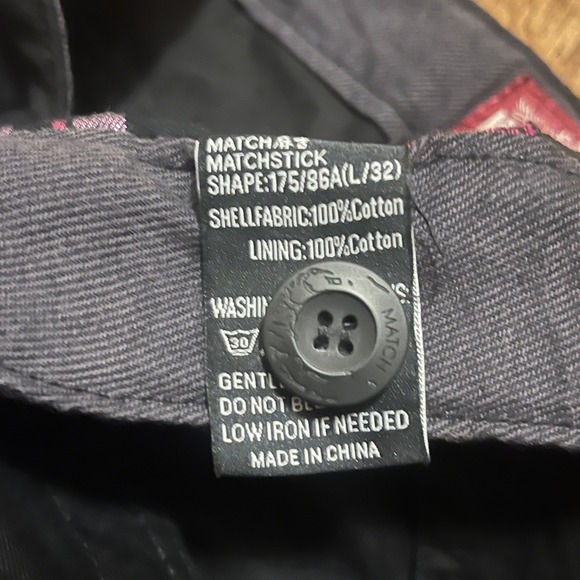 MATCH
MATCHSTICK
SHAPE:175/86A(L/32)
SHELLFABRIC:100%Cotton
LINING:100%Cotton
30
DO NOT
LOW IRON IF NEEDED
MADE IN CHINA
MATCH